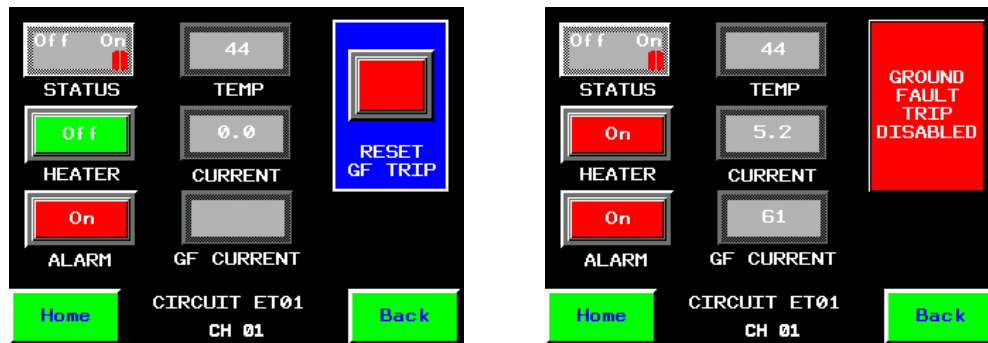 Off On
44
STATUS
TEMP
Off
0.0
RESET
GF TRIP
HEATER
CURRENT
On
ALARM
GF CURRENT
Home
CIRCUIT ET01
CH 01
Back
Off On
44
GROUND
FAULT
TRIP
DISABLED
STATUS
TEMP
On
5.2
HEATER
CURRENT
On
61
ALARM
GF CURRENT
Home
CIRCUIT ET01
CH 01
Back